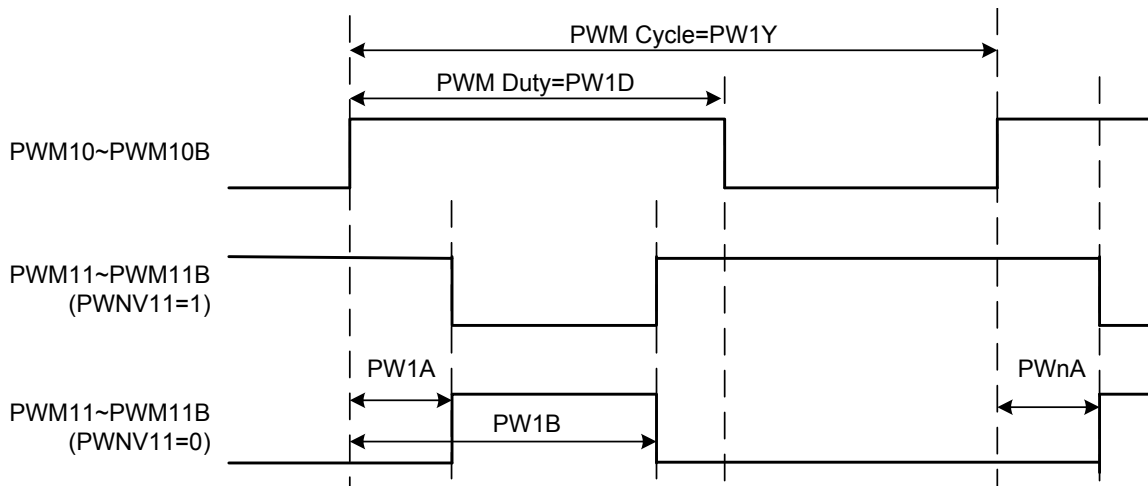 PWM Cycle=PW1Y
PWM Duty=PW1D
PWM10~PWM10B
PWM11~PWM11B
(PWNV11=1)
PW1A
PWnA
PWM11~PWM11B
(PWNV11=0)
PW1B